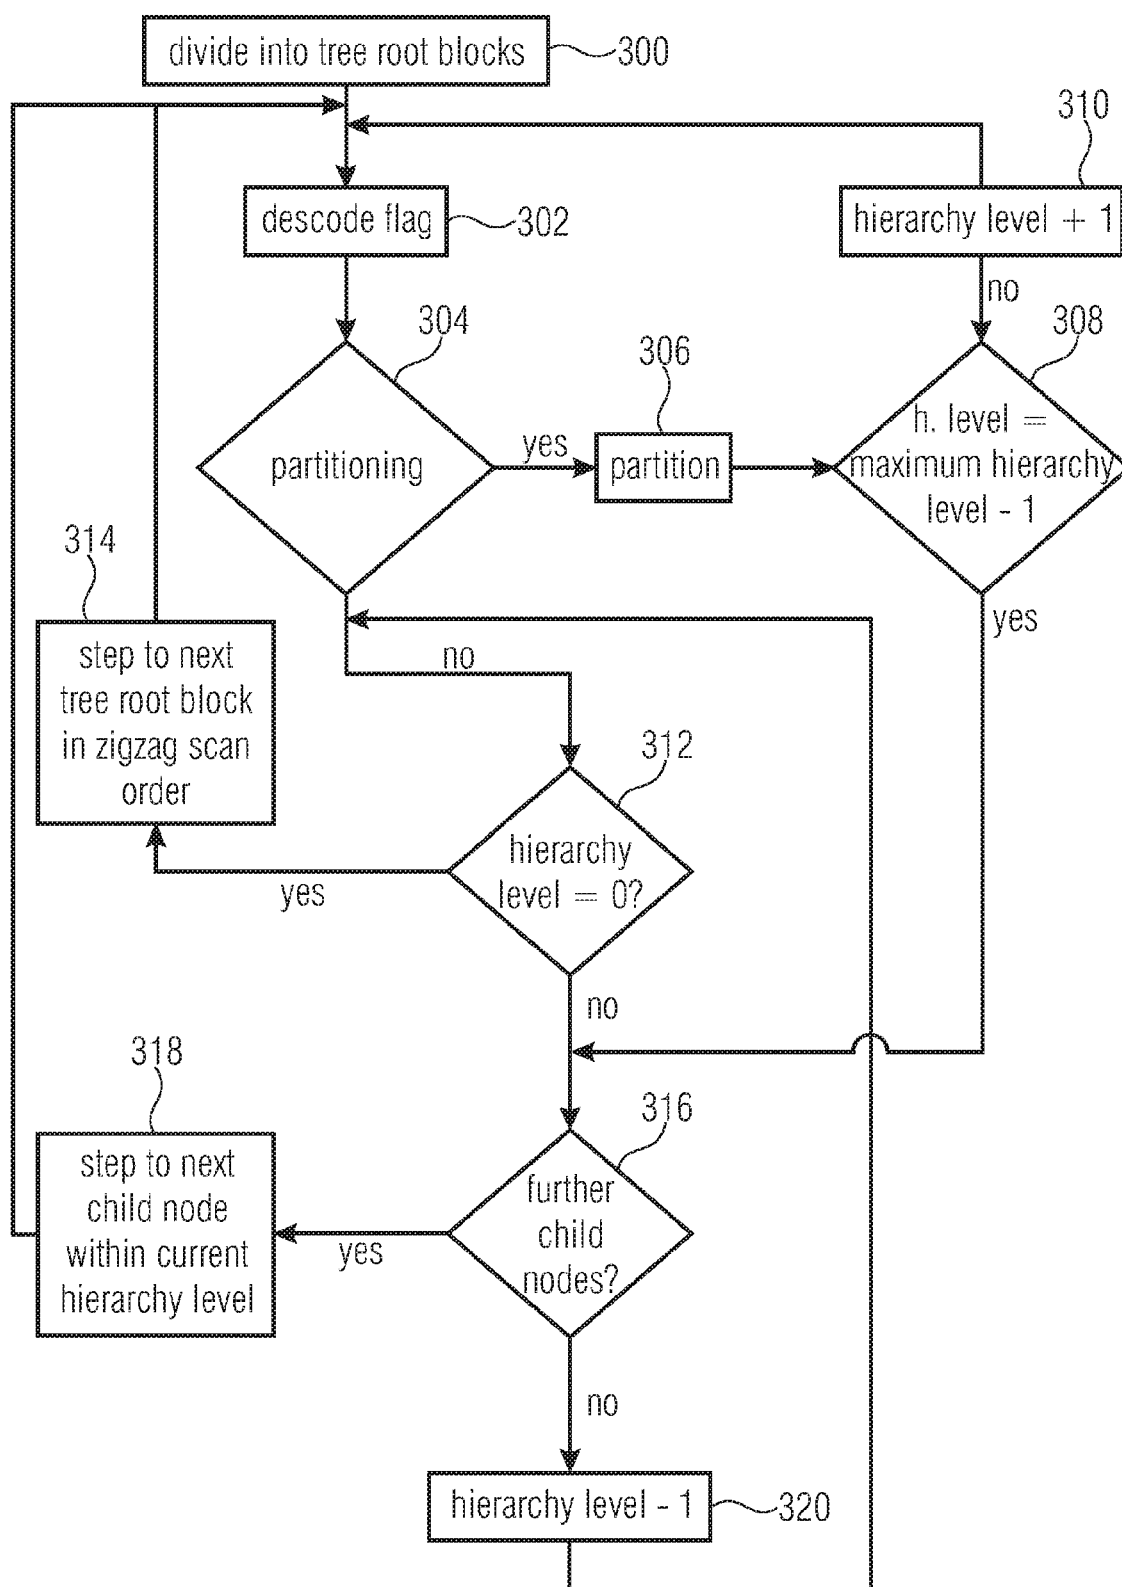 divide into tree root blocks
300
310
descode flag
302
hierarchy level + 1
no
304
306
308
partitioning
yes
partition
h. level =
maximum hierarchy
level - 1
314
yes
step to next
tree root block
in zigzag scan
order
no
312
hierarchy
level = 0?
yes
no
318
316
step to next
child node
within current
hierarchy level
yes
further
child
nodes?
no
hierarchy level - 1
320